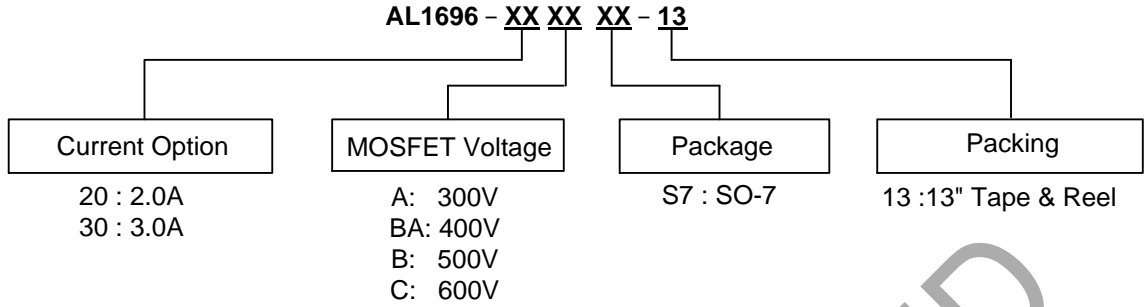 AL1696 – XX XX XX – 13
Current Option
MOSFET Voltage
Package
Packing
20 : 2.0A
30 : 3.0A
A: 300V
BA: 400V
B: 500V
C: 600V
S7 : SO-7
13 :13" Tape & Reel
D